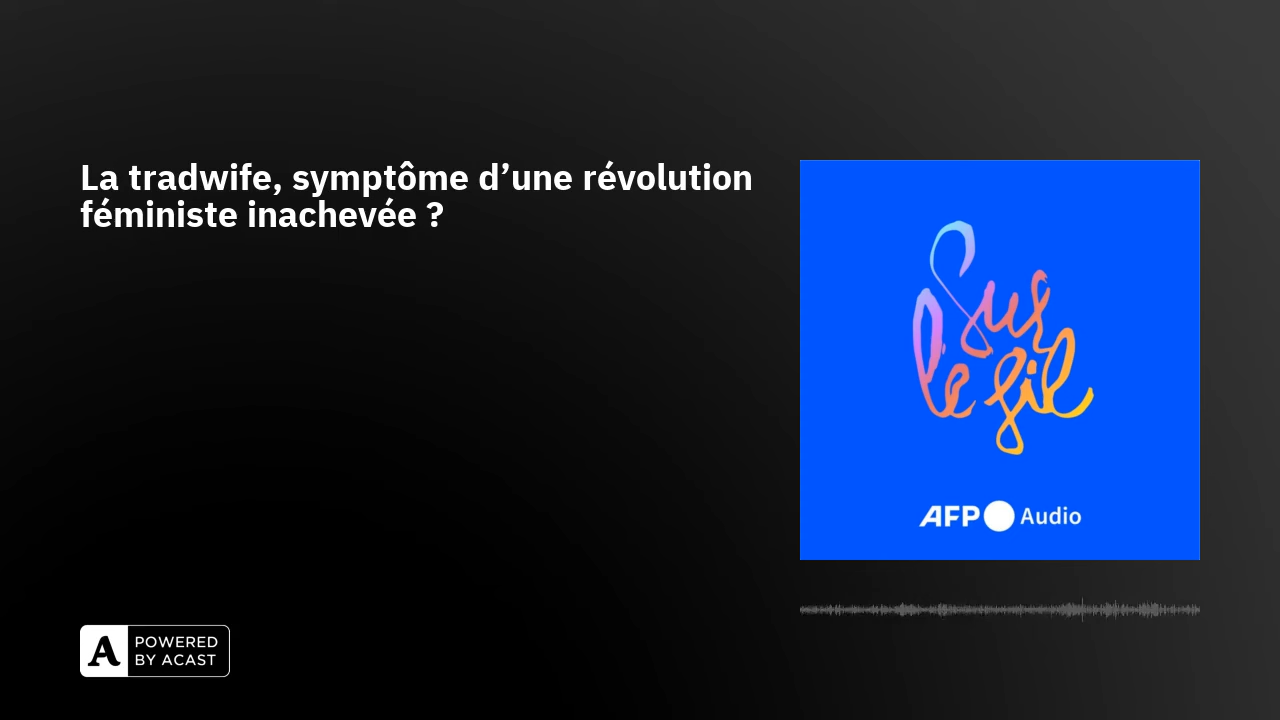 La tradwife, symptôme d’une révolution
féministe inachevée ?
Sur
le fil
AFP Audio
A POWERED
BY ACAST